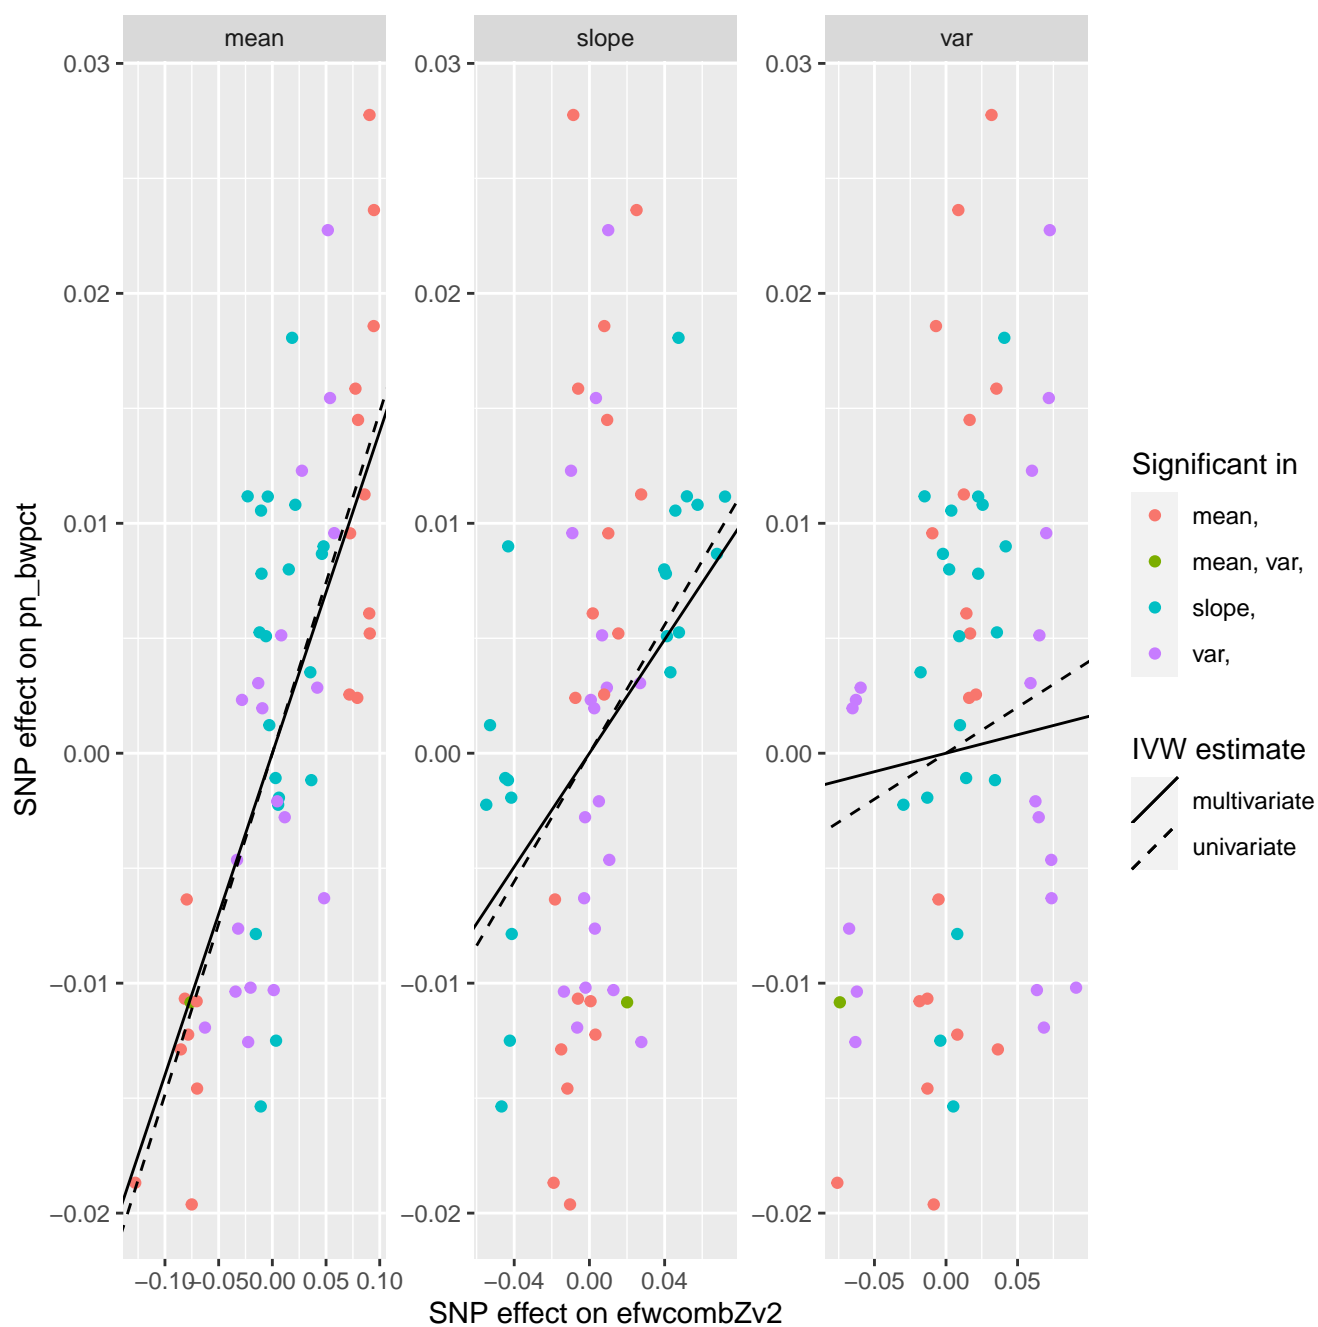 mean
slope
var
0.03
0.02
0.01
0.00
−0.01
−0.02
0.03
0.02
0.01
0.00
−0.01
−0.02
0.03
0.02
0.01
0.00
−0.01
−0.02
−0.10 −0.05 0.00 0.05 0.10
−0.04 0.00 0.04
−0.05 0.00 0.05
SNP effect on efwcombZv2
SNP effect on pn_bwpct
Significant in
mean,
mean, var,
slope,
var,
IVW estimate
multivariate
univariate